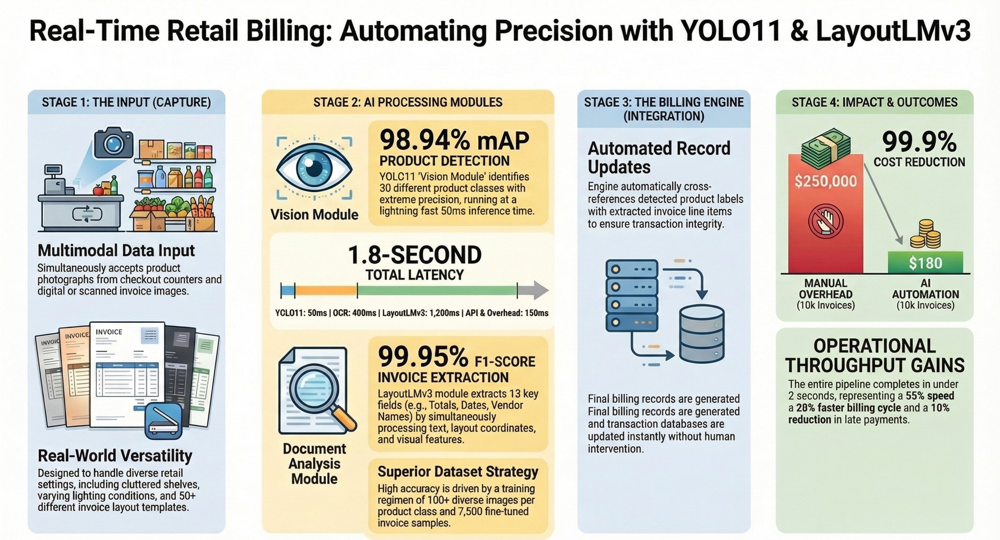 Real-Time Retail Billing: Automating Precision with YOLO11 & LayoutLMv3
STAGE 1: THE INPUT (CAPTURE)
Multimodal Data Input
Simultaneously accepts product
photographs from checkout counters and
digital or scanned invoice images.
INVOIC
INVOICE
INVOICE
Real-World Versatility
Designed to handle diverse retail
settings, including cluttered shelves,
varying lighting conditions, and 50+
different invoice layout templates.
STAGE 2: AI PROCESSING MODULES
Vision Module
98.94% mAP
PRODUCT DETECTION
YOLC11 'Vision Module' identifies
30 different product classes with
extreme precision, running at a
lightning fast 50ms inference time.
1.8-SECOND
TOTAL LATENCY
YCLO11: 50ms | OCR: 400ms | LayoutLMv3: 1,200ms | API & Overhead: 150ms
Document
Analysis
Module
99.95% F1-SCORE
INVOICE EXTRACTION
LayoutLMv3 module extracts 13 key
fields (e.g., Totals, Dates, Vendor
Names) by simultaneously
processing text, layout coordinates,
and visual features.
Superior Dataset Strategy
High accuracy is driven by a training
regimen of 100+ diverse images per
product class and 7,500 fine-tuned
invoice samples.
STAGE 3: THE BILLING ENGINE
(INTEGRATION)
Automated Record
Updates
Engine automatically cross-
references detected product labels
with extracted invoice line items
to ensure transaction integrity.
Final billing records are generated
Final billing records are generated
and transaction databases are
updated instantly without human
intervention.
STAGE 4: IMPACT & OUTCOMES
99.9%
COST REDUCTION
$250,000
$180
MANUAL
OVERHEAD
(10k Invoices)
AI
AUTOMATION
(10k Invoices)
OPERATIONAL
THROUGHPUT GAINS
The entire pipeline completes in under
2 seconds, representing a 55% speed
a 28% faster billing cycle and a 10%
reduction in late payments.